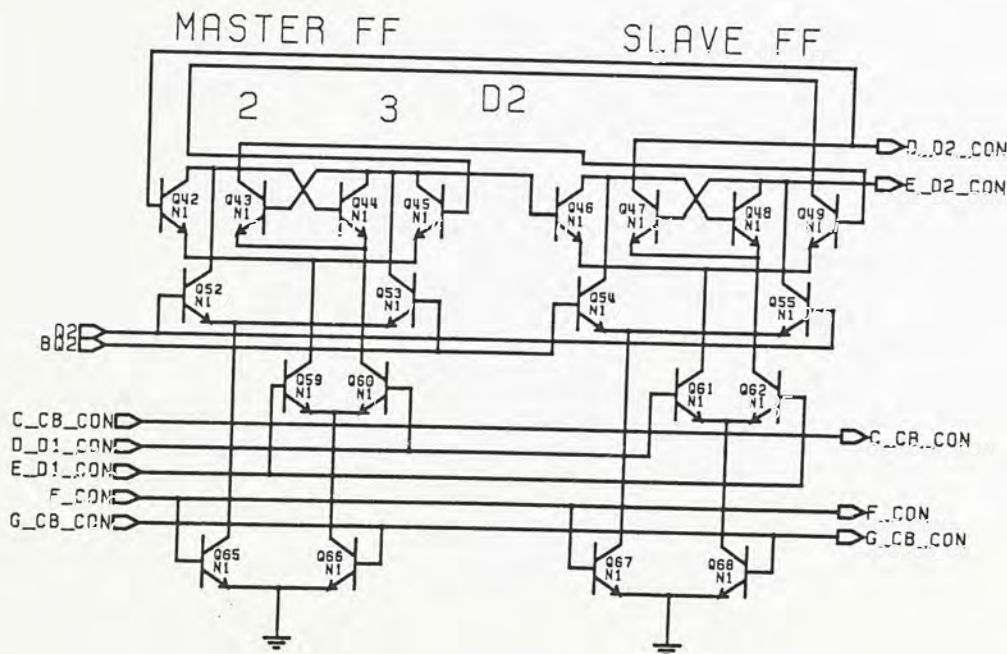 MASTER FF SLAVE FF
2 3 D2
D_D2_CON
E_D2_CON
Q42 N1
Q43 N1
Q44 N1
Q45 N1
Q46 N1
Q47 N1
Q48 N1
Q49 N1
Q52 N1
Q53 N1
Q54 N1
Q55 N1
BQ2
Q59 N1
Q60 N1
Q61 N1
Q62 N1
C_CB_CON
C_CB_CON
D_D1_CON
E_D1_CON
F_CON
F_CON
G_CB_CON
G_CB_CON
Q65 N1
Q66 N1
Q67 N1
Q68 N1